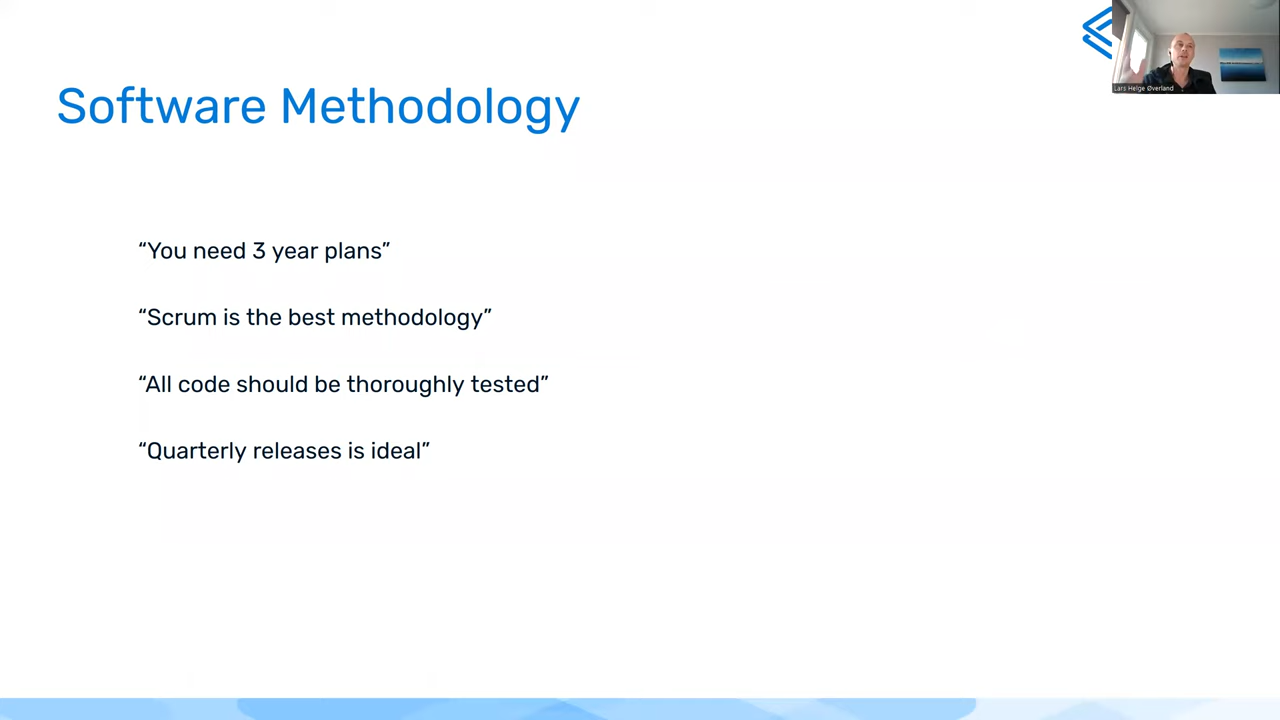 Lars Helge Øverland
Software Methodology
“You need 3 year plans”
“Scrum is the best methodology”
“All code should be thoroughly tested”
“Quarterly releases is ideal”